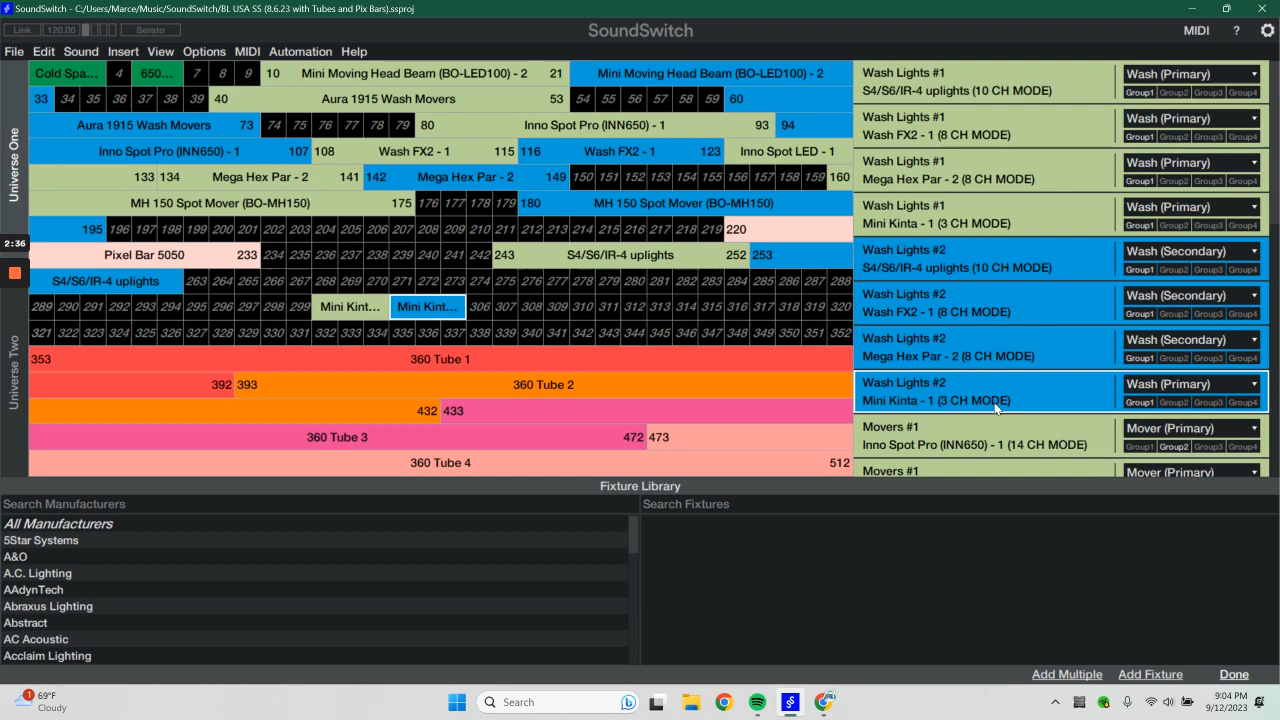 SoundSwitch - C:/Users/Marce/Music/SoundSwitch/BL USA SS (8.6.23 with Tubes and Pix Bars).ssproj
Link 120.00 Serato
SoundSwitch
MIDI ?
File Edit Sound Insert View Options MIDI Automation Help
Universe One
Universe Two
2:36
Cold Spa... 4 650... 7 8 9 10 Mini Moving Head Beam (BO-LED100) - 2 21 Mini Moving Head Beam (BO-LED100) - 2
33 34 35 36 37 38 39 40 Aura 1915 Wash Movers 53 54 55 56 57 58 59 60
Aura 1915 Wash Movers 73 74 75 76 77 78 79 80 Inno Spot Pro (INN650) - 1 93 94
Inno Spot Pro (INN650) - 1 107 108 Wash FX2 - 1 115 116 Wash FX2 - 1 123 Inno Spot LED - 1
133 134 Mega Hex Par - 2 141 142 Mega Hex Par - 2 149 150 151 152 153 154 155 156 157 158 159 160
MH 150 Spot Mover (BO-MH150) 175 176 177 178 179 180 MH 150 Spot Mover (BO-MH150)
195 196 197 198 199 200 201 202 203 204 205 206 207 208 209 210 211 212 213 214 215 216 217 218 219 220
Pixel Bar 5050 233 234 235 236 237 238 239 240 241 242 243 S4/S6/IR-4 uplights 252 253
S4/S6/IR-4 uplights 263 264 265 266 267 268 269 270 271 272 273 274 275 276 277 278 279 280 281 282 283 284 285 286 287 288
289 290 291 292 293 294 295 296 297 298 299 Mini Kint... Mini Kint... 306 307 308 309 310 311 312 313 314 315 316 317 318 319 320
321 322 323 324 325 326 327 328 329 330 331 332 333 334 335 336 337 338 339 340 341 342 343 344 345 346 347 348 349 350 351 352
353 360 Tube 1
392 393 360 Tube 2
432 433
360 Tube 3 472 473
360 Tube 4 512
Wash Lights #1 Wash (Primary)
S4/S6/IR-4 uplights (10 CH MODE) Group1 Group2 Group3 Group4
Wash Lights #1 Wash (Primary)
Wash FX2 - 1 (8 CH MODE) Group1 Group2 Group3 Group4
Wash Lights #1 Wash (Primary)
Mega Hex Par - 2 (8 CH MODE) Group1 Group2 Group3 Group4
Wash Lights #1 Wash (Primary)
Mini Kinta - 1 (3 CH MODE) Group1 Group2 Group3 Group4
Wash Lights #2 Wash (Secondary)
S4/S6/IR-4 uplights (10 CH MODE) Group1 Group2 Group3 Group4
Wash Lights #2 Wash (Secondary)
Wash FX2 - 1 (8 CH MODE) Group1 Group2 Group3 Group4
Wash Lights #2 Wash (Secondary)
Mega Hex Par - 2 (8 CH MODE) Group1 Group2 Group3 Group4
Wash Lights #2 Wash (Primary)
Mini Kinta - 1 (3 CH MODE) Group1 Group2 Group3 Group4
Movers #1 Mover (Primary)
Inno Spot Pro (INN650) - 1 (14 CH MODE) Group1 Group2 Group3 Group4
Movers #1 Mover (Primary)
Fixture Library
Search Manufacturers Search Fixtures
All Manufacturers
5Star Systems
A&O
A.C. Lighting
AAdynTech
Abraxus Lighting
Abstract
AC Acoustic
Acclaim Lighting
Add Multiple Add Fixture Done
69°F
Cloudy
Search
9:04 PM
9/12/2023